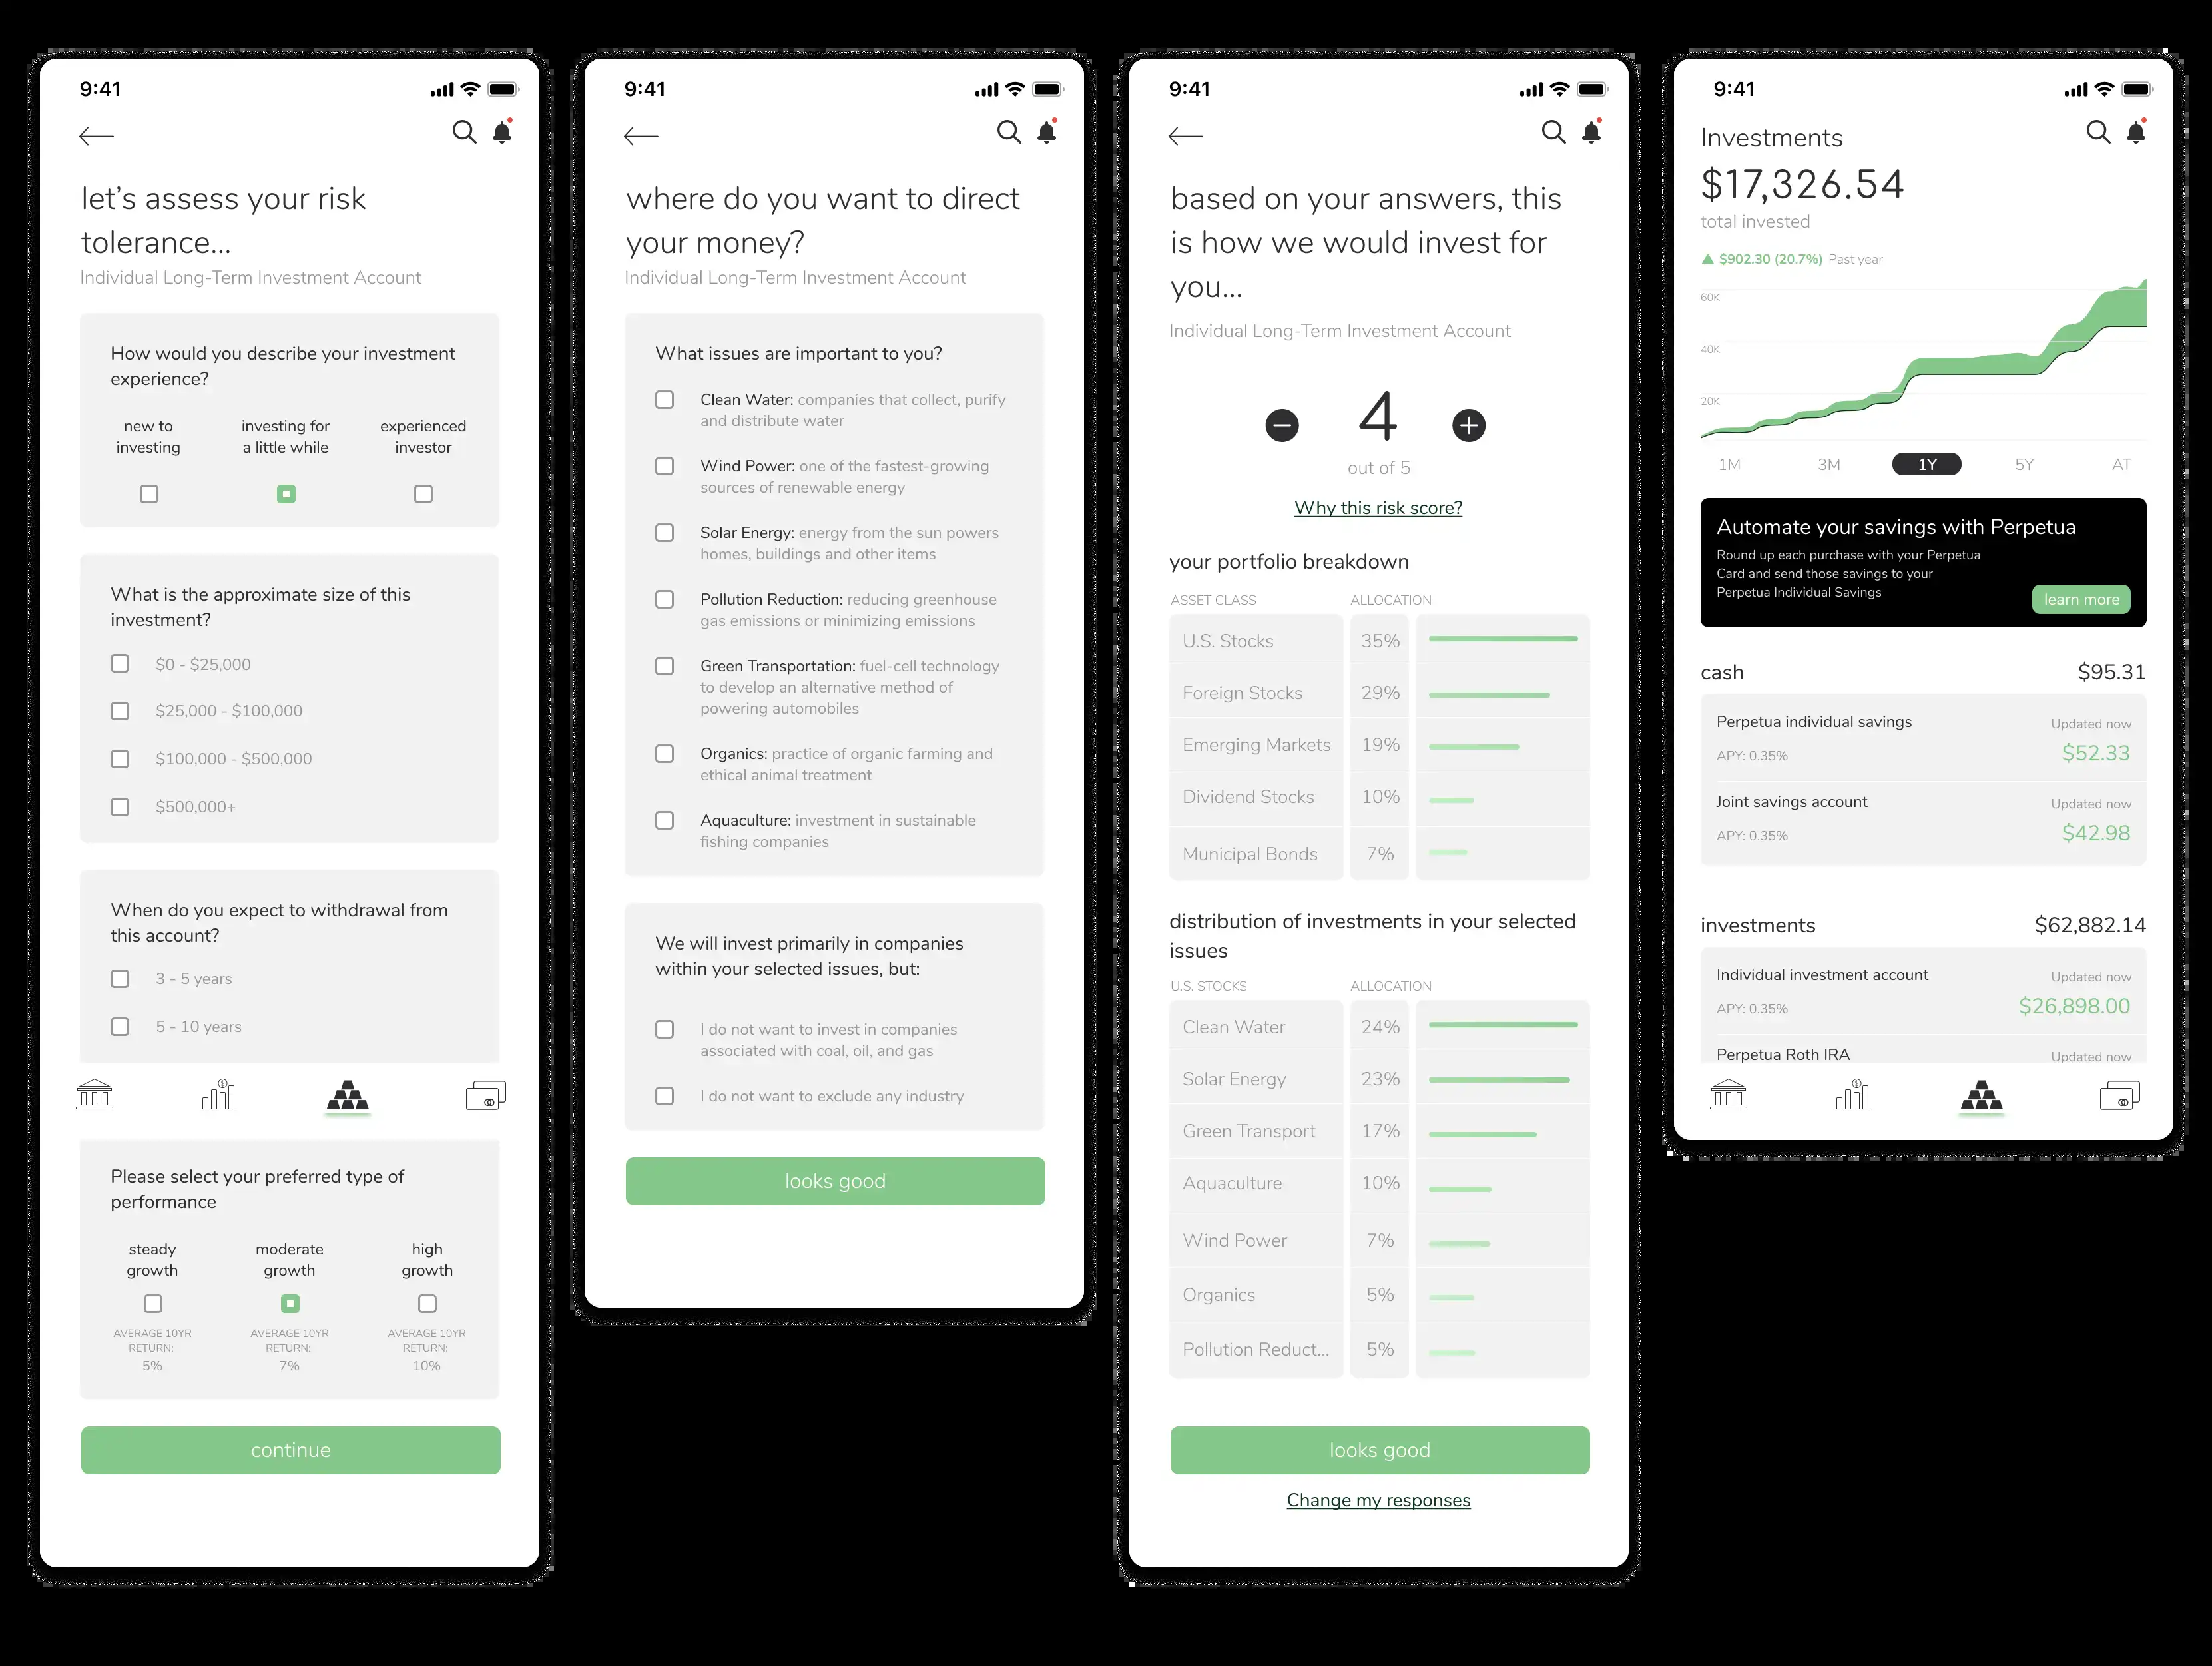 9:41
let’s assess your risk
tolerance...
Individual Long-Term Investment Account
How would you describe your investment
experience?
new to
investing
investing for
a little while
experienced
investor
What is the approximate size of this
investment?
$0 - $25,000
$25,000 - $100,000
$100,000 - $500,000
$500,000+
When do you expect to withdrawal from
this account?
3 - 5 years
5 - 10 years
Please select your preferred type of
performance
steady
growth
AVERAGE 10YR
RETURN:
5%
moderate
growth
AVERAGE 10YR
RETURN:
7%
high
growth
AVERAGE 10YR
RETURN:
10%
continue
9:41
where do you want to direct
your money?
Individual Long-Term Investment Account
What issues are important to you?
Clean Water: companies that collect, purify
and distribute water
Wind Power: one of the fastest-growing
sources of renewable energy
Solar Energy: energy from the sun powers
homes, buildings and other items
Pollution Reduction: reducing greenhouse
gas emissions or minimizing emissions
Green Transportation: fuel-cell technology
to develop an alternative method of
powering automobiles
Organics: practice of organic farming and
ethical animal treatment
Aquaculture: investment in sustainable
fishing companies
We will invest primarily in companies
within your selected issues, but:
I do not want to invest in companies
associated with coal, oil, and gas
I do not want to exclude any industry
looks good
9:41
based on your answers, this
is how we would invest for
you...
Individual Long-Term Investment Account
4
out of 5
Why this risk score?
your portfolio breakdown
ASSET CLASS ALLOCATION
U.S. Stocks 35%
Foreign Stocks 29%
Emerging Markets 19%
Dividend Stocks 10%
Municipal Bonds 7%
distribution of investments in your selected
issues
U.S. STOCKS ALLOCATION
Clean Water 24%
Solar Energy 23%
Green Transport 17%
Aquaculture 10%
Wind Power 7%
Organics 5%
Pollution Reduct... 5%
looks good
Change my responses
9:41
Investments
$17,326.54
total invested
$902.30 (20.7%) Past year
60K
40K
20K
1M 3M 1Y 5Y AT
Automate your savings with Perpetua
Round up each purchase with your Perpetua
Card and send those savings to your
Perpetua Individual Savings
learn more
cash $95.31
Perpetua individual savings Updated now
APY: 0.35% $52.33
Joint savings account Updated now
APY: 0.35% $42.98
investments $62,882.14
Individual investment account Updated now
APY: 0.35% $26,898.00
Perpetua Roth IRA Updated now